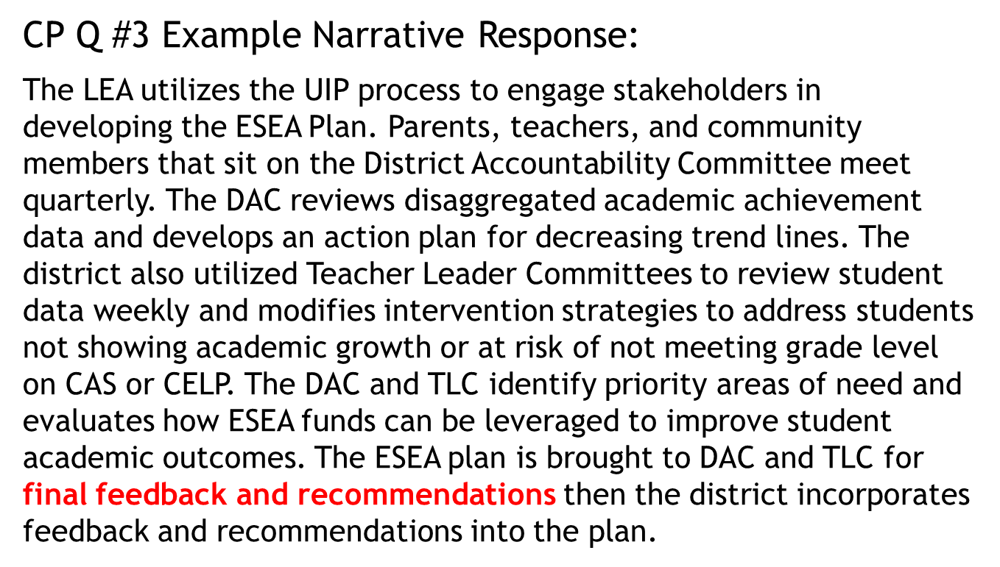 CP Q #3 Example Narrative Response:
The LEA utilizes the UIP process to engage stakeholders in
developing the ESEA Plan. Parents, teachers, and community
members that sit on the District Accountability Committee meet
quarterly. The DAC reviews disaggregated academic achievement
data and develops an action plan for decreasing trend lines. The
district also utilized Teacher Leader Committees to review student
data weekly and modifies intervention strategies to address students
not showing academic growth or at risk of not meeting grade level
on CAS or CELP. The DAC and TLC identify priority areas of need and
evaluates how ESEA funds can be leveraged to improve student
academic outcomes. The ESEA plan is brought to DAC and TLC for
final feedback and recommendations then the district incorporates
feedback and recommendations into the plan.